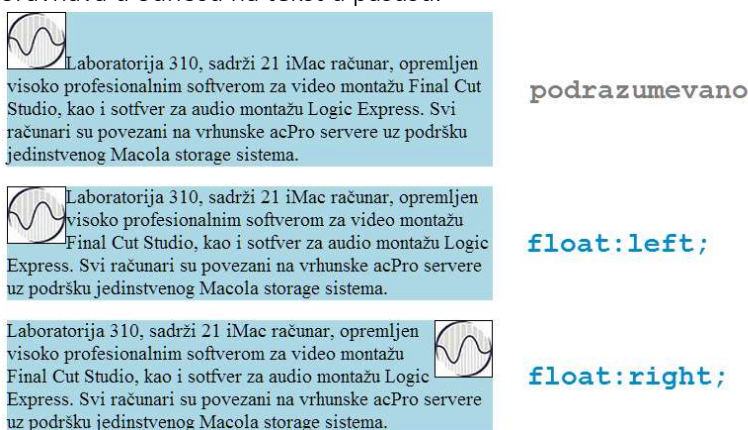 Laboratorija 310, sadrži 21 iMac računar, opremljen
visoko profesionalnim softverom za video montažu Final Cut
Studio, kao i sotfver za audio montažu Logic Express. Svi
računari su povezani na vrhunske acPro servere uz podršku
jedinstvenog Macola storage sistema.
podrazumevano
Laboratorija 310, sadrži 21 iMac računar, opremljen
visoko profesionalnim softverom za video montažu
Final Cut Studio, kao i sotfver za audio montažu Logic
Express. Svi računari su povezani na vrhunske acPro servere
uz podršku jedinstvenog Macola storage sistema.
float:left;
Laboratorija 310, sadrži 21 iMac računar, opremljen
visoko profesionalnim softverom za video montažu
Final Cut Studio, kao i sotfver za audio montažu Logic
Express. Svi računari su povezani na vrhunske acPro servere
uz podršku jedinstvenog Macola storage sistema.
float:right;